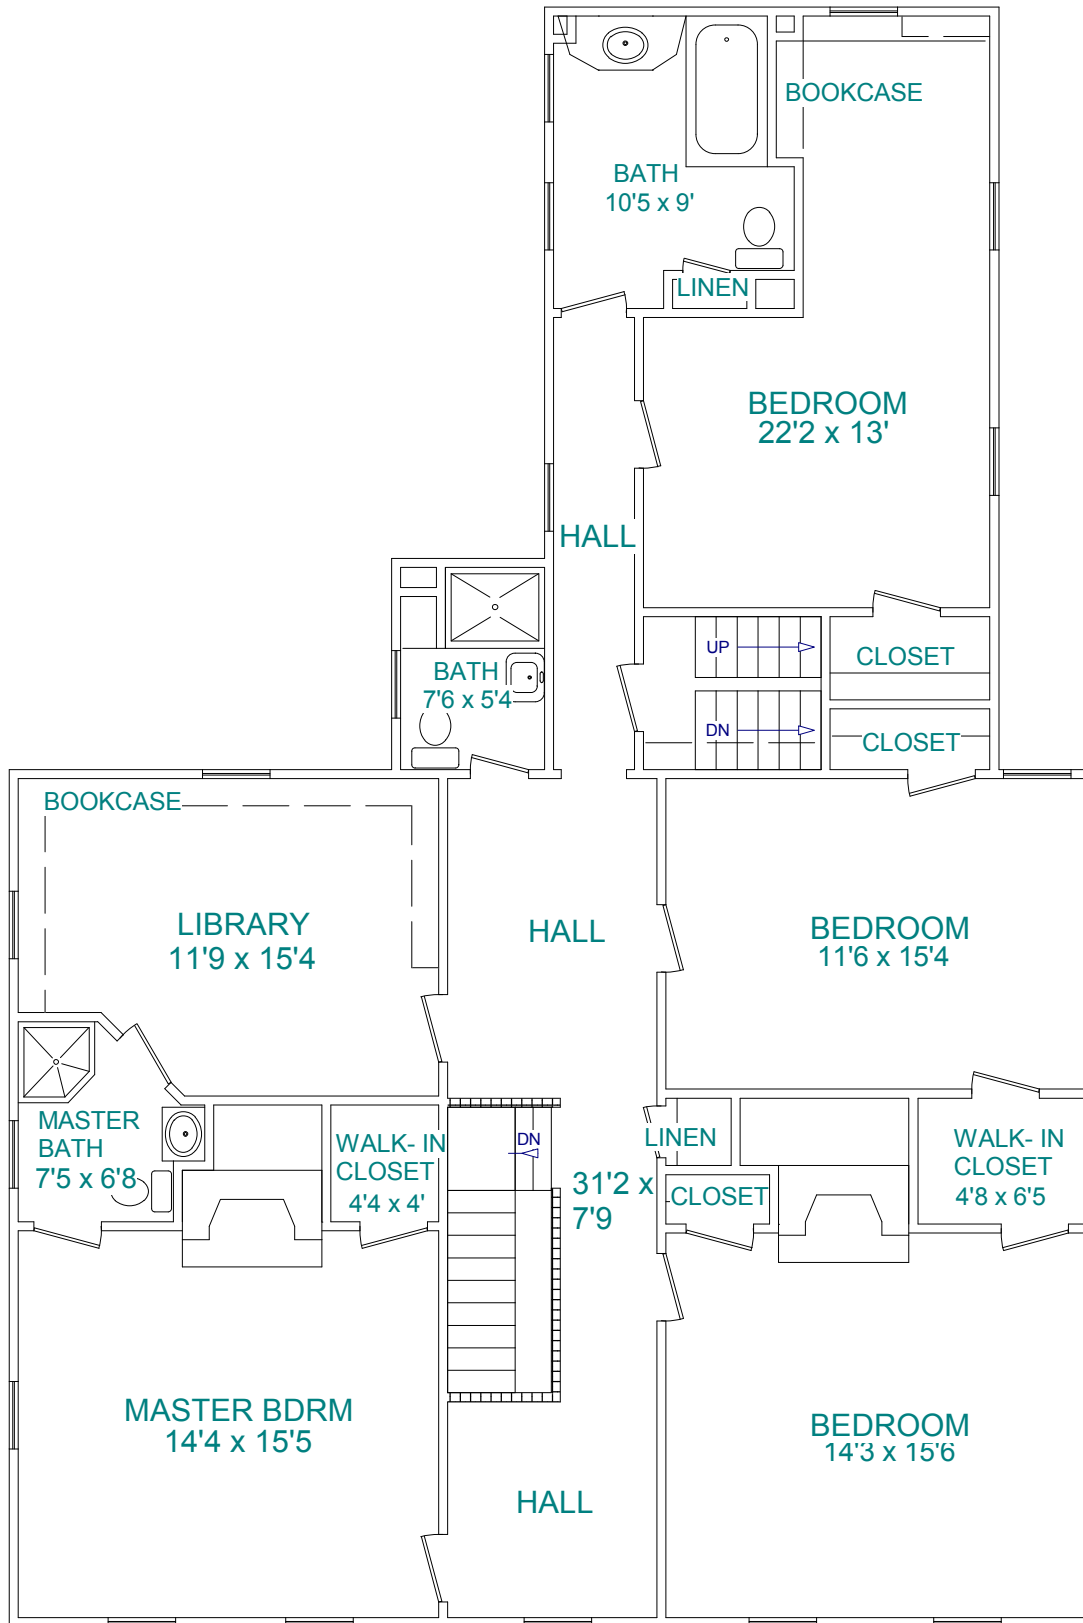 BOOKCASE
BATH
10'5 x 9'
LINEN
BEDROOM
22'2 x 13'
HALL
UP
CLOSET
BATH
7'6 x 5'4
DN
CLOSET
BOOKCASE
LIBRARY
11'9 x 15'4
HALL
BEDROOM
11'6 x 15'4
MASTER
BATH
7'5 x 6'8
WALK- IN
CLOSET
4'4 x 4'
DN
LINEN
WALK- IN
CLOSET
4'8 x 6'5
31'2 x
7'9
CLOSET
MASTER BDRM
14'4 x 15'5
BEDROOM
14'3 x 15'6
HALL